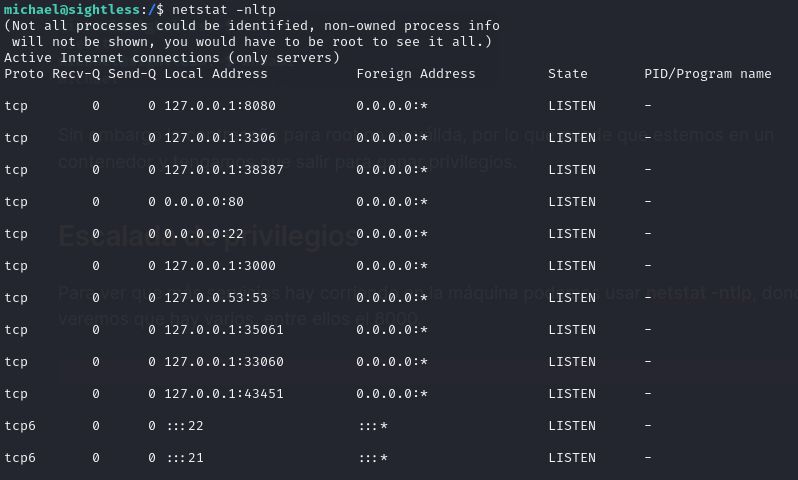 michael@sightless:/$ netstat -nltp
(Not all processes could be identified, non-owned process info
 will not be shown, you would have to be root to see it all.)
Active Internet connections (only servers)
Proto Recv-Q Send-Q Local Address           Foreign Address         State       PID/Program name
tcp        0      0 127.0.0.1:8080          0.0.0.0:*               LISTEN      -
tcp        0      0 127.0.0.1:3306          0.0.0.0:*               LISTEN      -
Sin embargo para root lida, por lo que de que estemos en un
contenedor y tengamos que salir para ganar privilegios.
tcp        0      0 127.0.0.1:38387         0.0.0.0:*               LISTEN      -
tcp        0      0 0.0.0.0:80              0.0.0.0:*               LISTEN      -
Escalada de privilegios
tcp        0      0 0.0.0.0:22              0.0.0.0:*               LISTEN      -
tcp        0      0 127.0.0.1:3000          0.0.0.0:*               LISTEN      -
Para ver que hay corriendo en la máquina podemos usar netstat -ntlp, donde
tcp        0      0 127.0.0.53:53           0.0.0.0:*               LISTEN      -
veremos que hay varios, entre ellos el 8000
tcp        0      0 127.0.0.1:35061         0.0.0.0:*               LISTEN      -
tcp        0      0 127.0.0.1:33060         0.0.0.0:*               LISTEN      -
tcp        0      0 127.0.0.1:43451         0.0.0.0:*               LISTEN      -
tcp6       0      0 :::22                   :::*                    LISTEN      -
tcp6       0      0 :::21                   :::*                    LISTEN      -